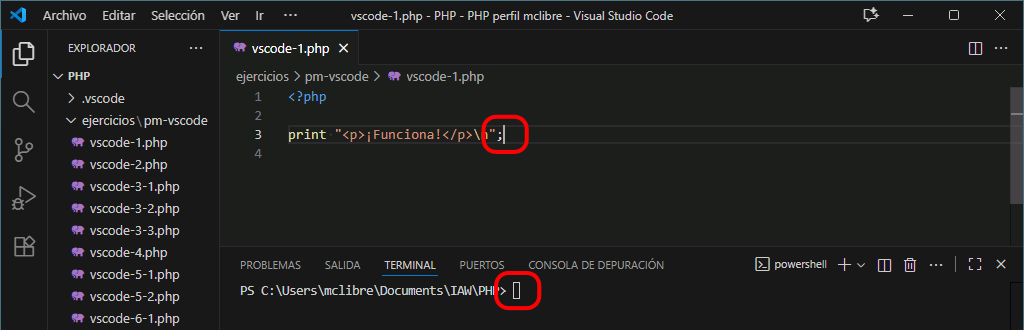 Archivo Editar Selección Ver Ir ··· vscode-1.php - PHP - PHP perfil mclibre - Visual Studio Code
EXPLORADOR ···
PHP
.vscode
ejercicios\pm-vscode
vscode-1.php
vscode-2.php
vscode-3-1.php
vscode-3-2.php
vscode-3-3.php
vscode-4.php
vscode-5-1.php
vscode-5-2.php
vscode-6-1.php
vscode-1.php
ejercicios > pm-vscode > vscode-1.php
1 <?php
2
3 print "<p>¡Funciona!</p>\n";
4
PROBLEMAS SALIDA TERMINAL PUERTOS CONSOLA DE DEPURACIÓN powershell
PS C:\Users\mclibre\Documents\IAW\PHP>